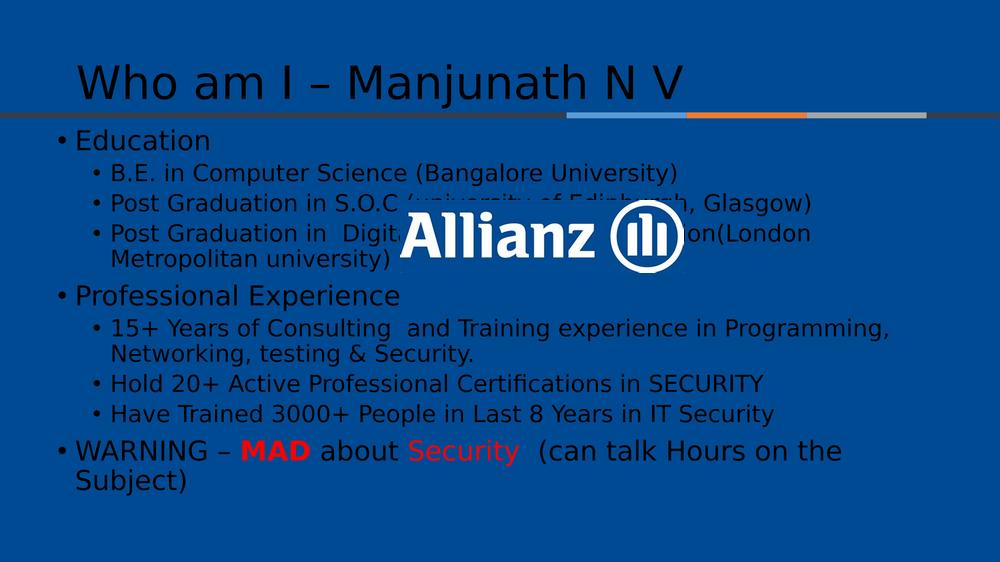 Who am I – Manjunath N V
• Education
• B.E. in Computer Science (Bangalore University)
• Post Graduation in S.O.C (university of Edinburgh, Glasgow)
• Post Graduation in Digit on(London
Metropolitan university)
Allianz
• Professional Experience
• 15+ Years of Consulting and Training experience in Programming,
Networking, testing & Security.
• Hold 20+ Active Professional Certifications in SECURITY
• Have Trained 3000+ People in Last 8 Years in IT Security
• WARNING – MAD about Security (can talk Hours on the
Subject)